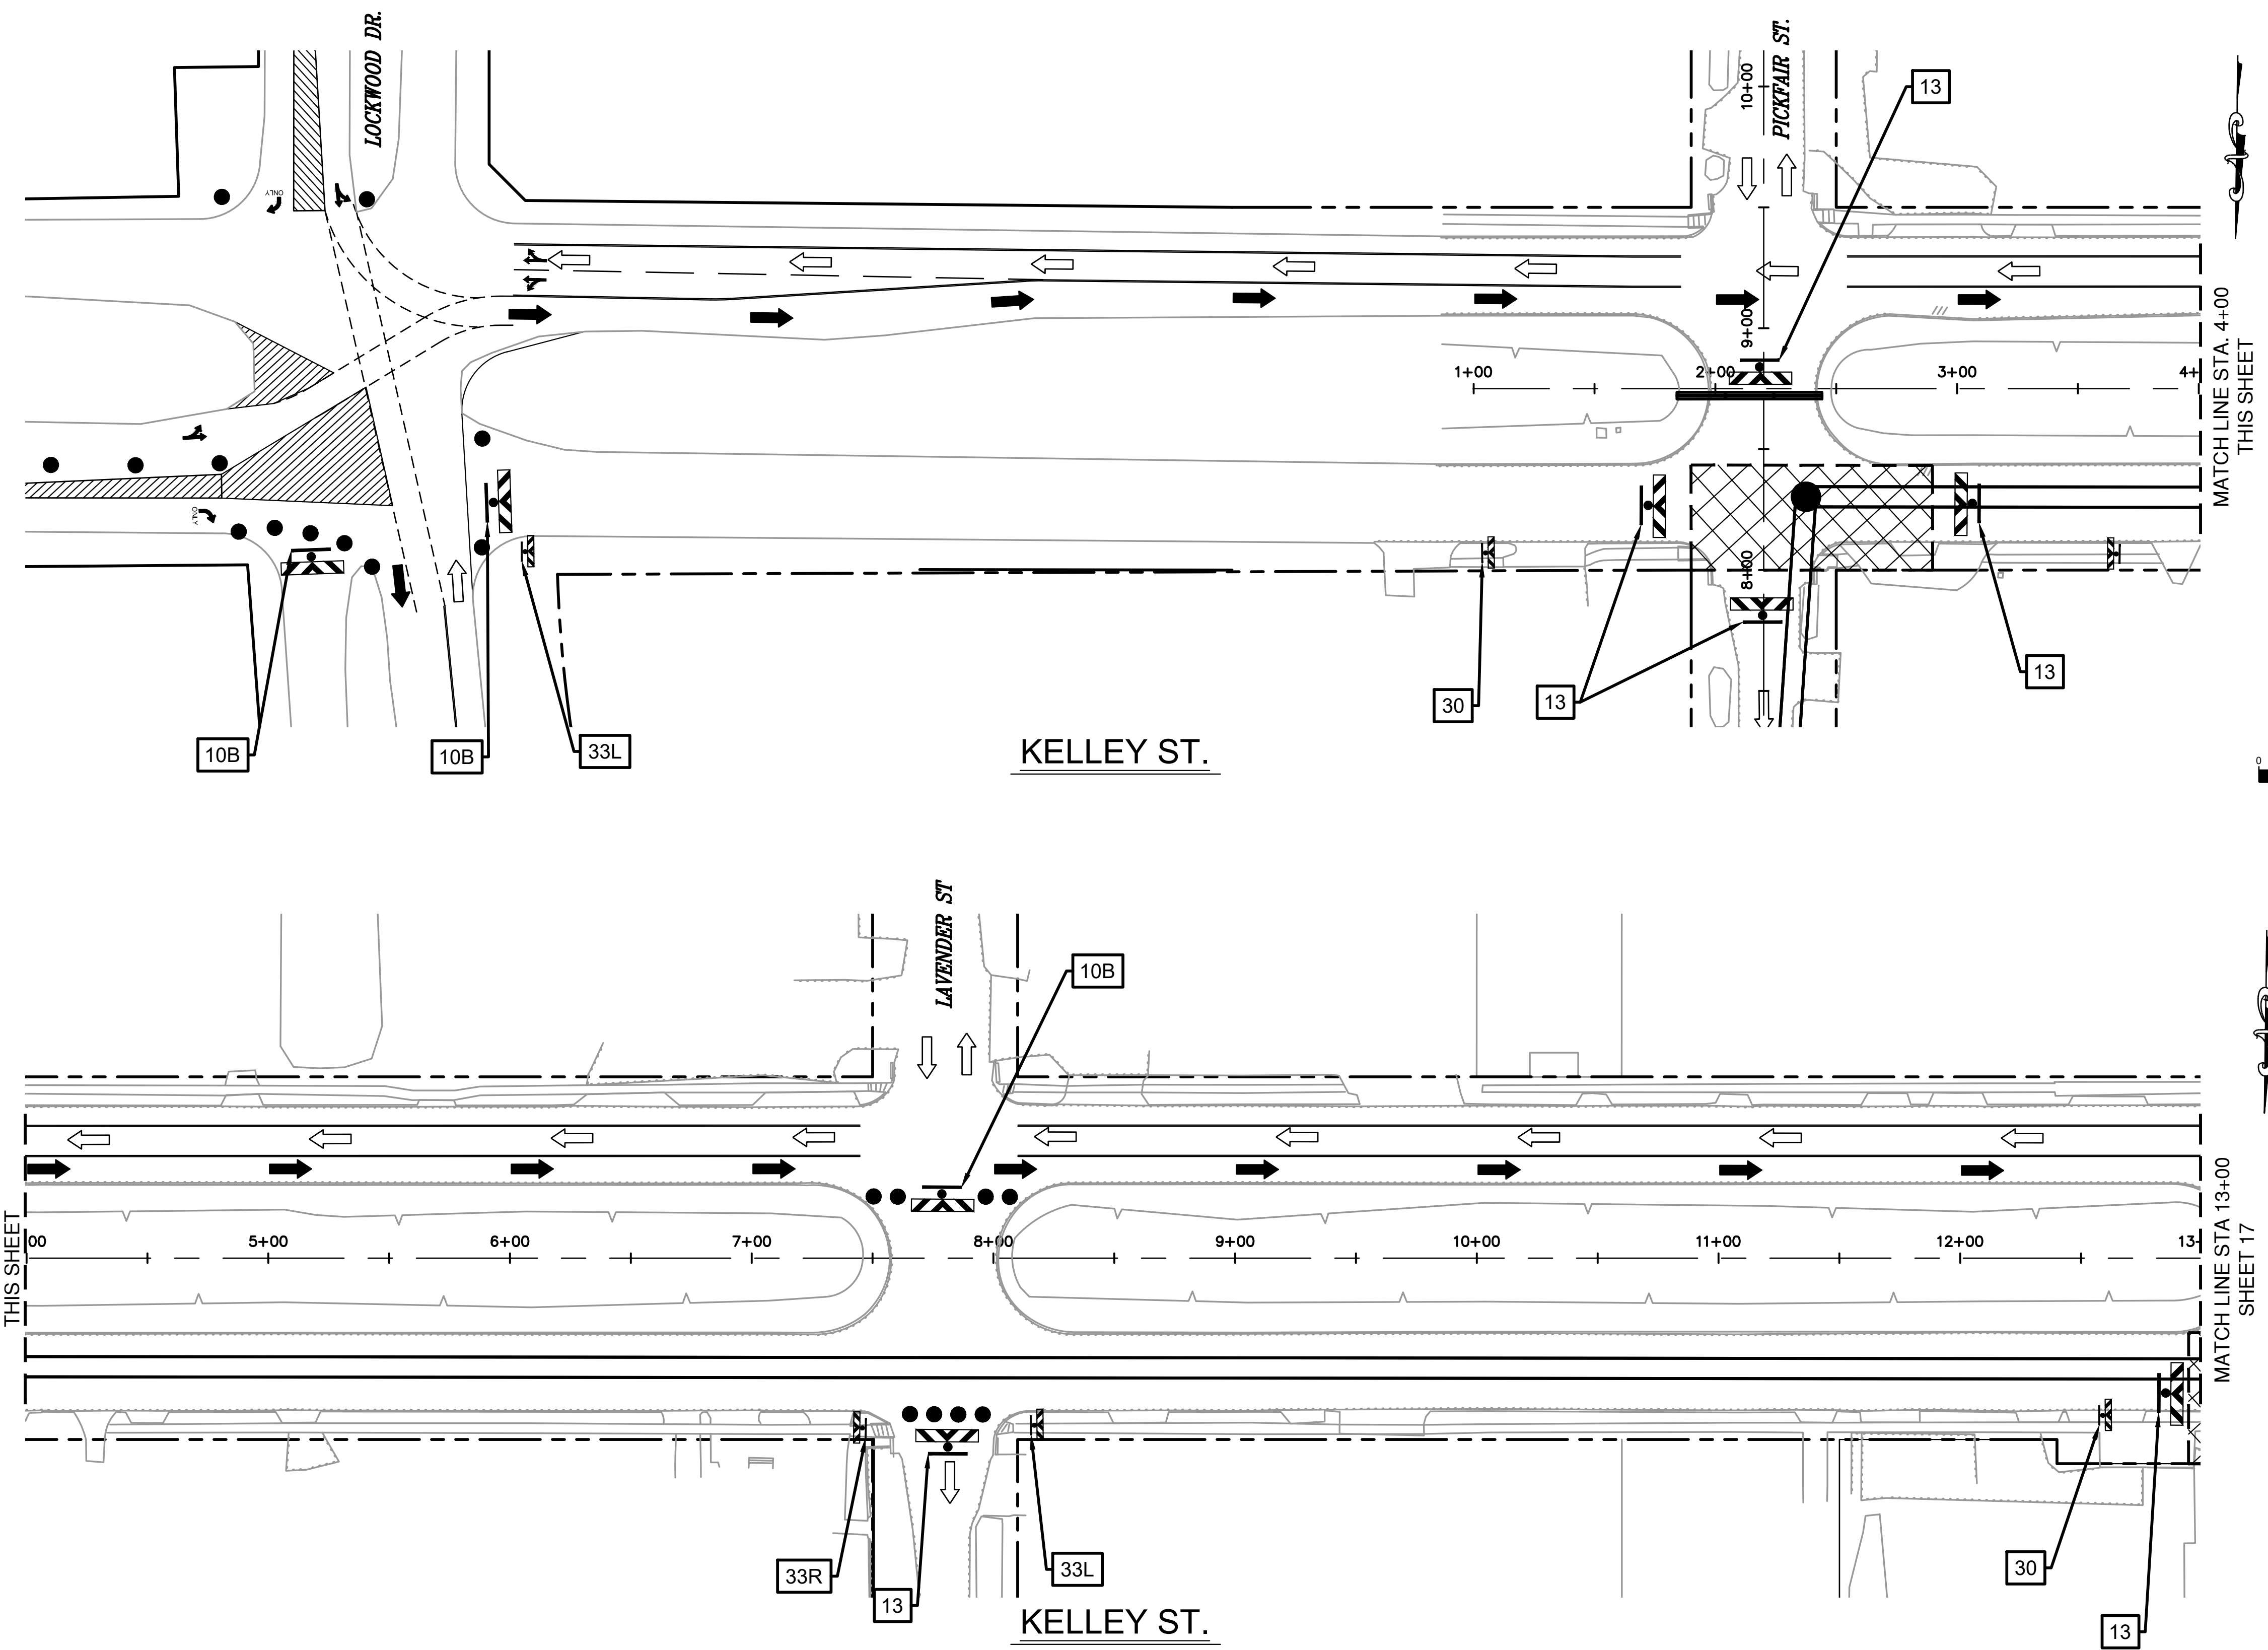 LOCKWOOD DR.
PICKFAIR ST.
10+00
13
ONLY
9+00
1+00
2+00
3+00
4+
MATCH LINE STA. 4+00
THIS SHEET
ONLY
8+00
30
13
13
10B
10B
33L
KELLEY ST.
0
LAVENDER ST
10B
THIS SHEET
00
5+00
6+00
7+00
8+00
9+00
10+00
11+00
12+00
13+
MATCH LINE STA 13+00
SHEET 17
33R
13
33L
30
13
KELLEY ST.